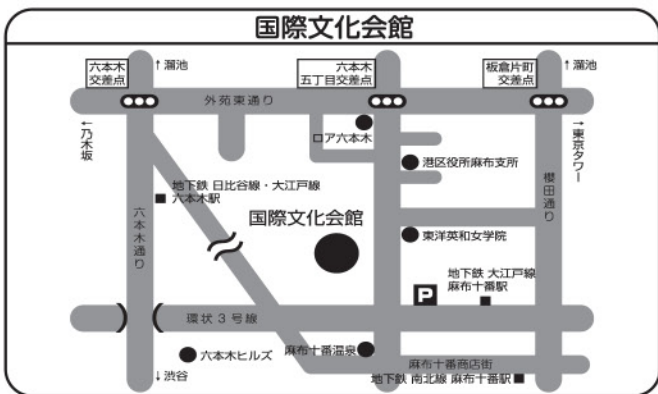 国際文化会館
六本木
交差点
↑溜池
六本木
五丁目交差点
板倉片町
交差点
↑溜池
外苑東通り
←乃木坂
ロア六本木
→東京タワー
港区役所麻布支所
地下鉄 日比谷線・大江戸線
六本木駅
櫻田通り
六本木通り
国際文化会館
東洋英和女学院
地下鉄 大江戸線
麻布十番駅
P
環状3号線
六本木ヒルズ
麻布十番温泉
麻布十番商店街
↓渋谷
地下鉄 南北線 麻布十番駅